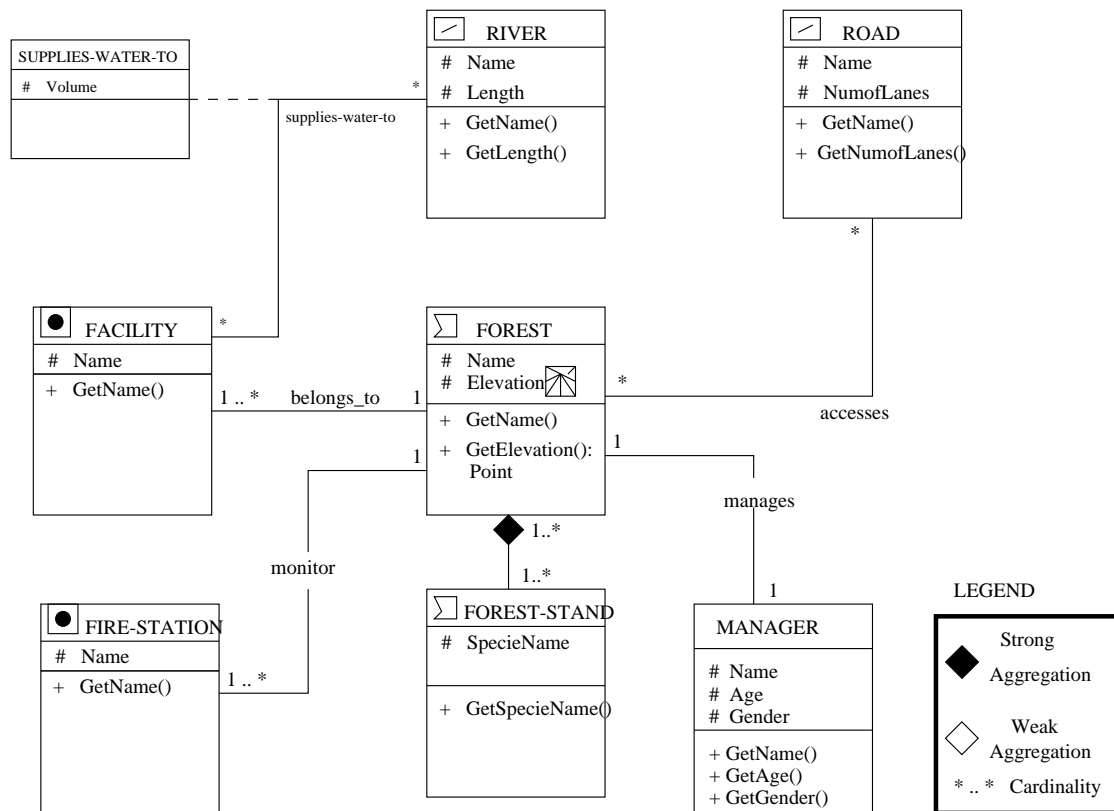 SUPPLIES-WATER-TO
# Volume
RIVER
# Name
# Length
+ GetName()
+ GetLength()
ROAD
# Name
# NumofLanes
+ GetName()
+ GetNumofLanes()
*
supplies-water-to
*
*
FACILITY
# Name
+ GetName()
1 .. *
belongs_to
1
FOREST
# Name
# Elevation
+ GetName()
+ GetElevation():
Point
*
accesses
1
1
manages
monitor
1..*
1..*
1
FIRE-STATION
# Name
+ GetName()
1 .. *
FOREST-STAND
# SpecieName
+ GetSpecieName()
MANAGER
# Name
# Age
# Gender
+ GetName()
+ GetAge()
+ GetGender()
LEGEND
Strong
Aggregation
Weak
Aggregation
* .. * Cardinality